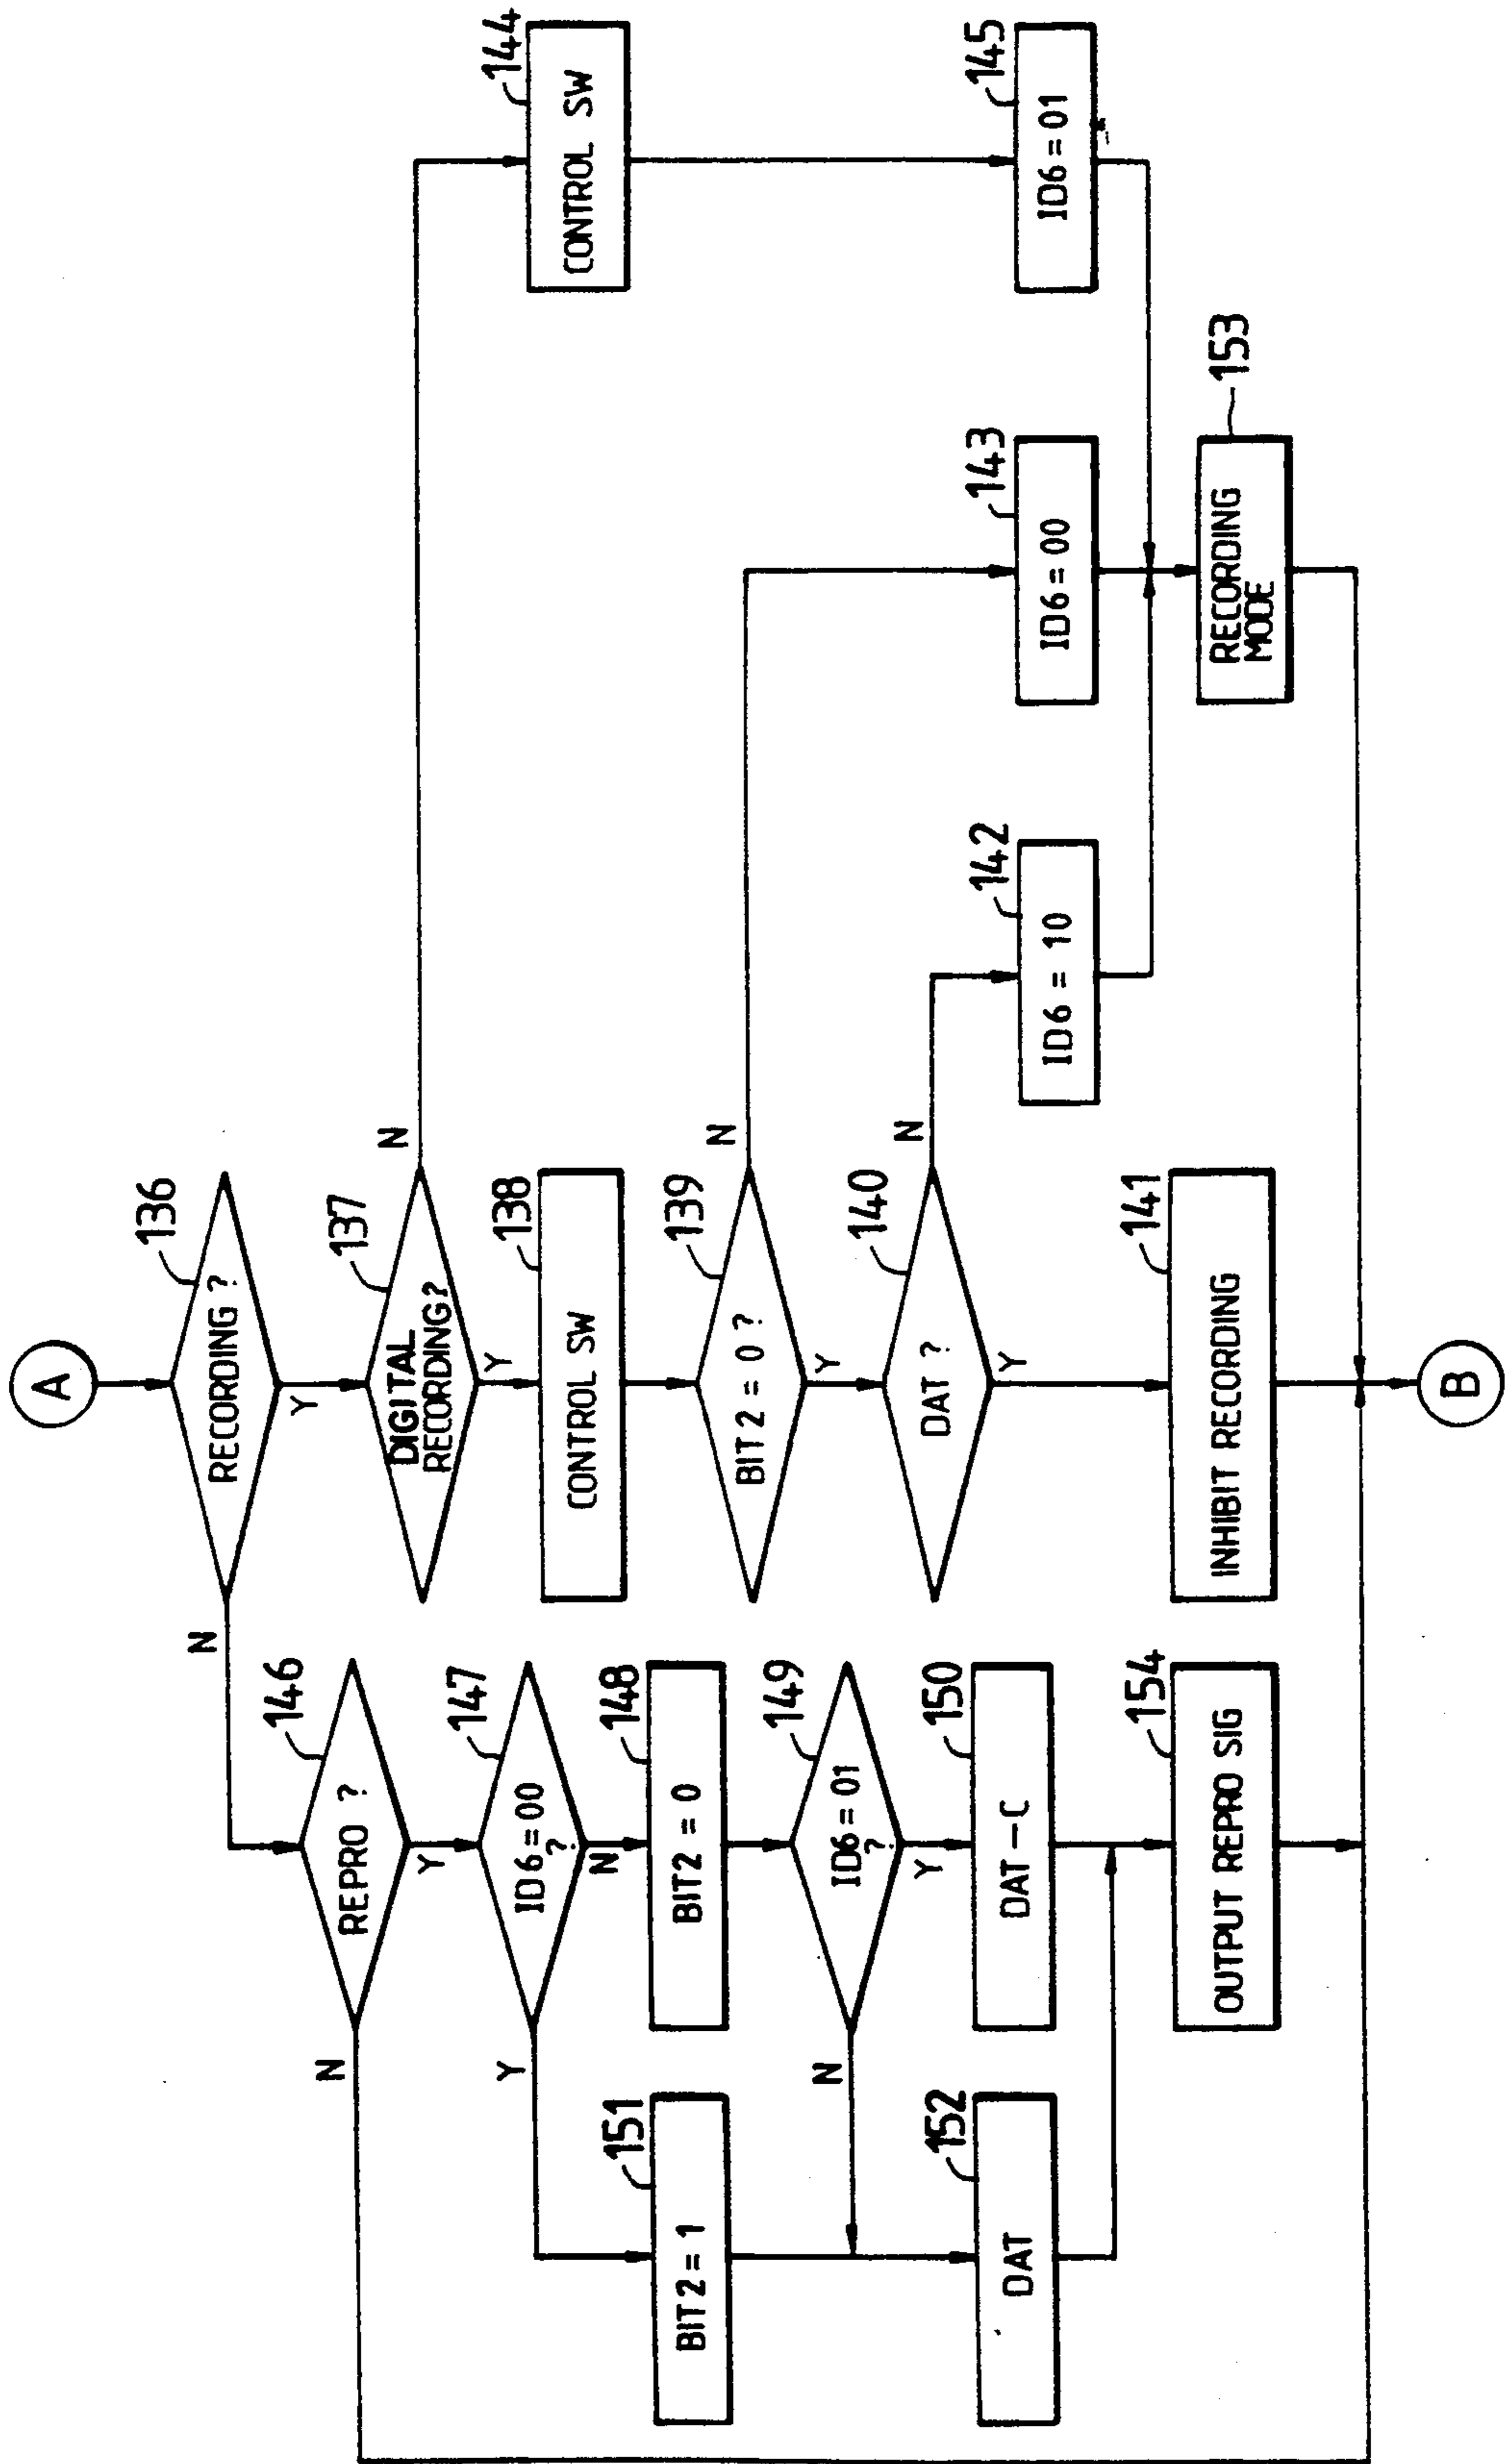 A
136
RECORDING ?
N
Y
137
DIGITAL
RECORDING?
N
Y
138
CONTROL SW
139
BIT2 = 0 ?
N
Y
140
DAT ?
N
Y
141
INHIBIT RECORDING
142
ID6 = 10
143
ID6 = 00
144
CONTROL SW
145
ID6 = 01
153
RECORDING
MODE
146
REPRO ?
N
Y
147
ID6 = 00
?
Y
N
148
BIT2 = 0
149
ID6 = 01
?
N
Y
150
DAT - C
151
BIT2 = 1
152
DAT
154
OUTPUT REPRO SIG
B